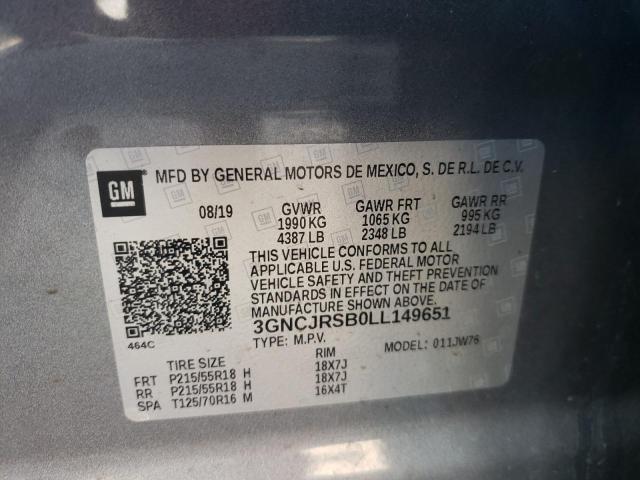 GM
MFD BY GENERAL MOTORS DE MEXICO, S. DE R.L. DE C.V.
08/19 GVWR GAWR FRT GAWR RR
1990 KG 1065 KG 995 KG
4387 LB 2348 LB 2194 LB
THIS VEHICLE CONFORMS TO ALL
APPLICABLE U.S. FEDERAL MOTOR
VEHICLE SAFETY AND THEFT PREVENTION
STANDARDS IN EFFECT ON THE DATE OF
MANUFACTURE SHOWN ABOVE.
3GNCJRSB0LL149651
464C
TYPE: M.P.V. MODEL: 011JW76
TIRE SIZE RIM
FRT P215/55R18 H 18X7J
RR P215/55R18 H 18X7J
SPA T125/70R16 M 16X4T